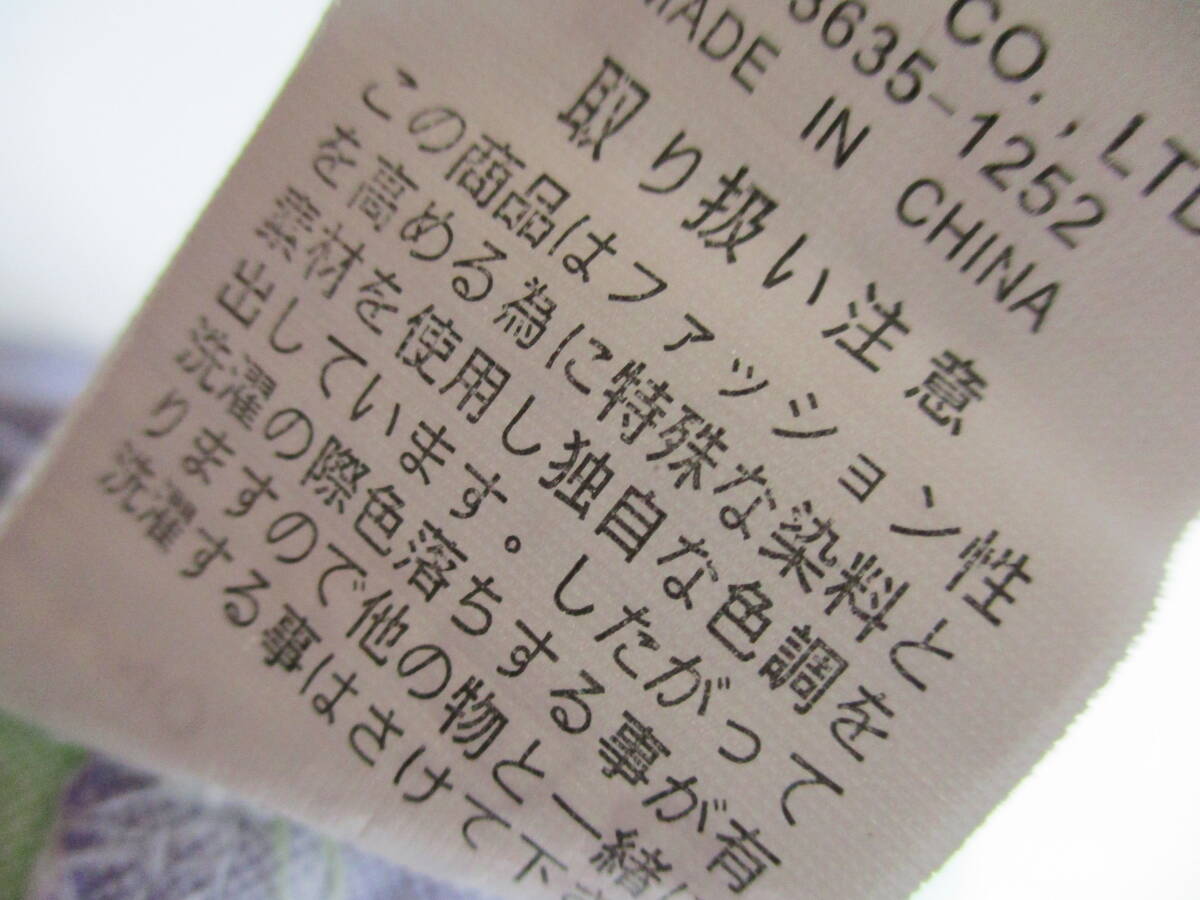 CO., LTD
3635-1252
MADE IN CHINA
取り扱い注意
この商品はファッション性
を高める為に特殊な染料と
素材を使用し独自な色調を
出しています。したがって
洗濯の際色落ちする事が有
りますので他の物と一緒に
洗濯する事はさけて下さ